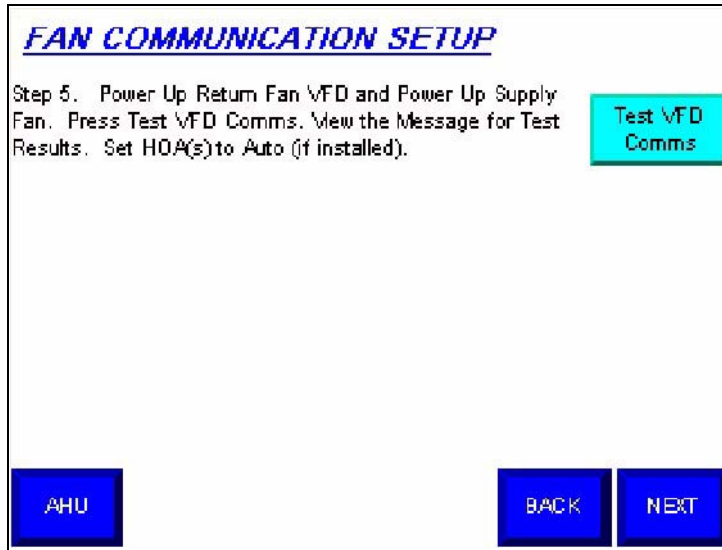 FAN COMMUNICATION SETUP
Step 5. Power Up Return Fan VFD and Power Up Supply
Fan. Press Test VFD Comms. View the Message for Test
Results. Set HOA(s) to Auto (if installed).
Test VFD
Comms
AHU
BACK
NEXT